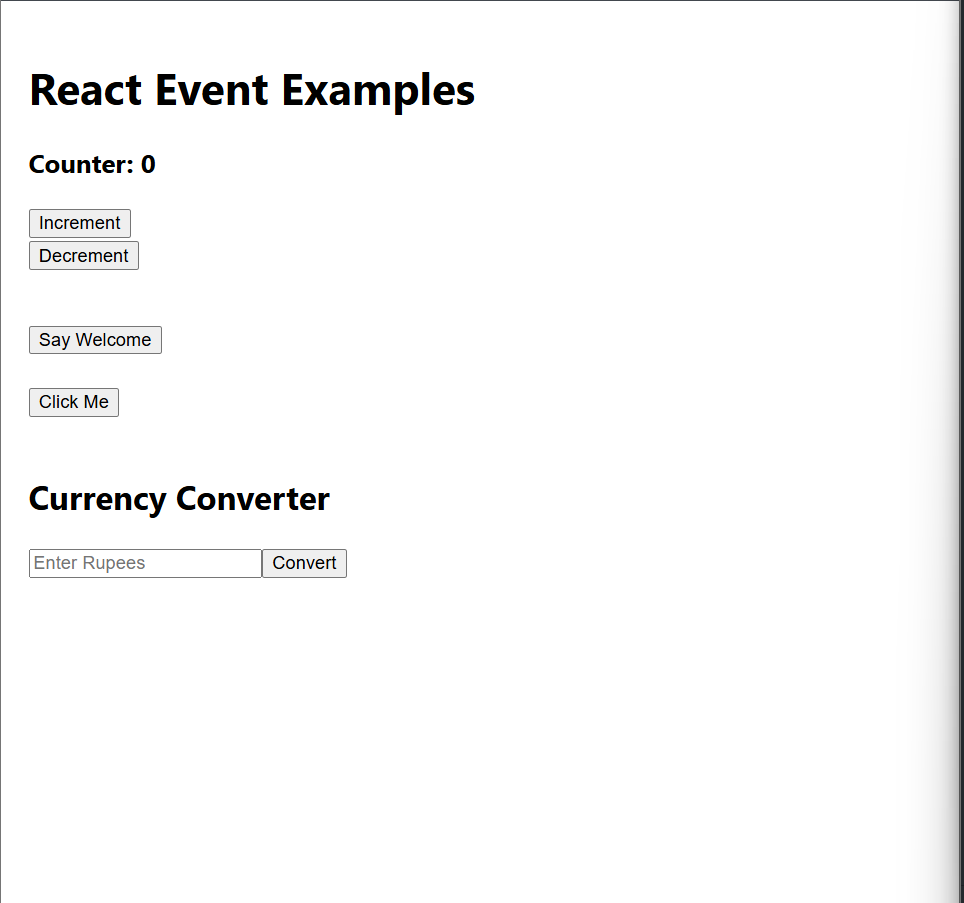 React Event Examples
Counter: 0
Increment
Decrement
Say Welcome
Click Me
Currency Converter
Enter Rupees Convert